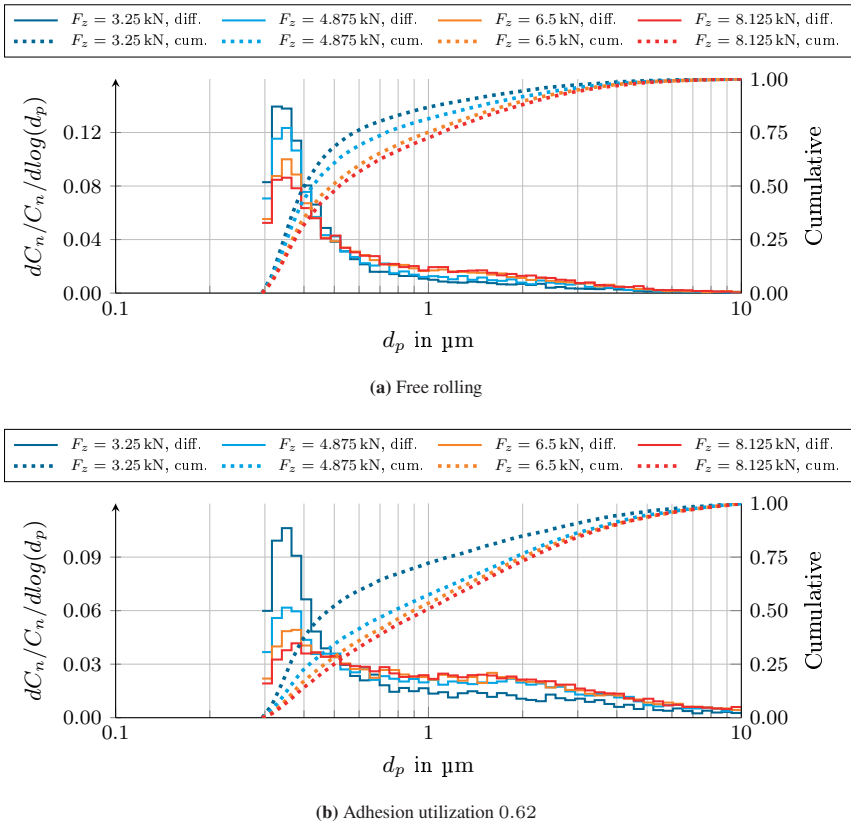 F_z = 3.25 kN, diff. F_z = 4.875 kN, diff. F_z = 6.5 kN, diff. F_z = 8.125 kN, diff.
F_z = 3.25 kN, cum. F_z = 4.875 kN, cum. F_z = 6.5 kN, cum. F_z = 8.125 kN, cum.
dC_n/C_n/dlog(d_p)
0.12
0.08
0.04
0.00
1.00
0.75
0.50
0.25
0.00
Cumulative
0.1 1 10
d_p in µm
(a) Free rolling
F_z = 3.25 kN, diff. F_z = 4.875 kN, diff. F_z = 6.5 kN, diff. F_z = 8.125 kN, diff.
F_z = 3.25 kN, cum. F_z = 4.875 kN, cum. F_z = 6.5 kN, cum. F_z = 8.125 kN, cum.
dC_n/C_n/dlog(d_p)
0.09
0.06
0.03
0.00
1.00
0.75
0.50
0.25
0.00
Cumulative
0.1 1 10
d_p in µm
(b) Adhesion utilization 0.62